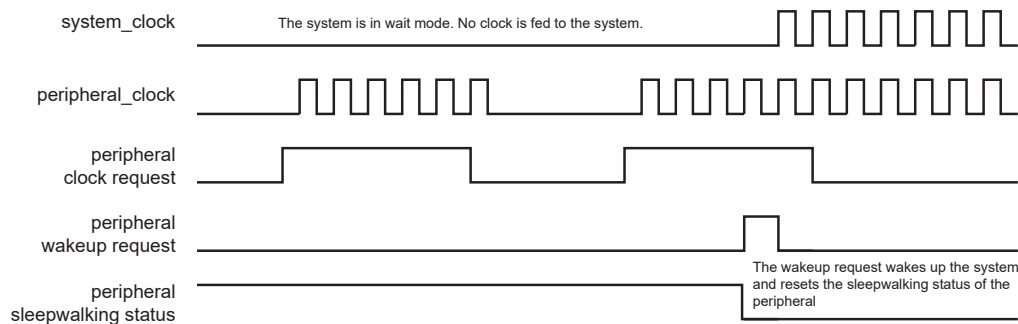 system_clock
The system is in wait mode. No clock is fed to the system.
peripheral_clock
peripheral
clock request
peripheral
wakeup request
The wakeup request wakes up the system
and resets the sleepwalking status of the
peripheral
peripheral
sleepwalking status